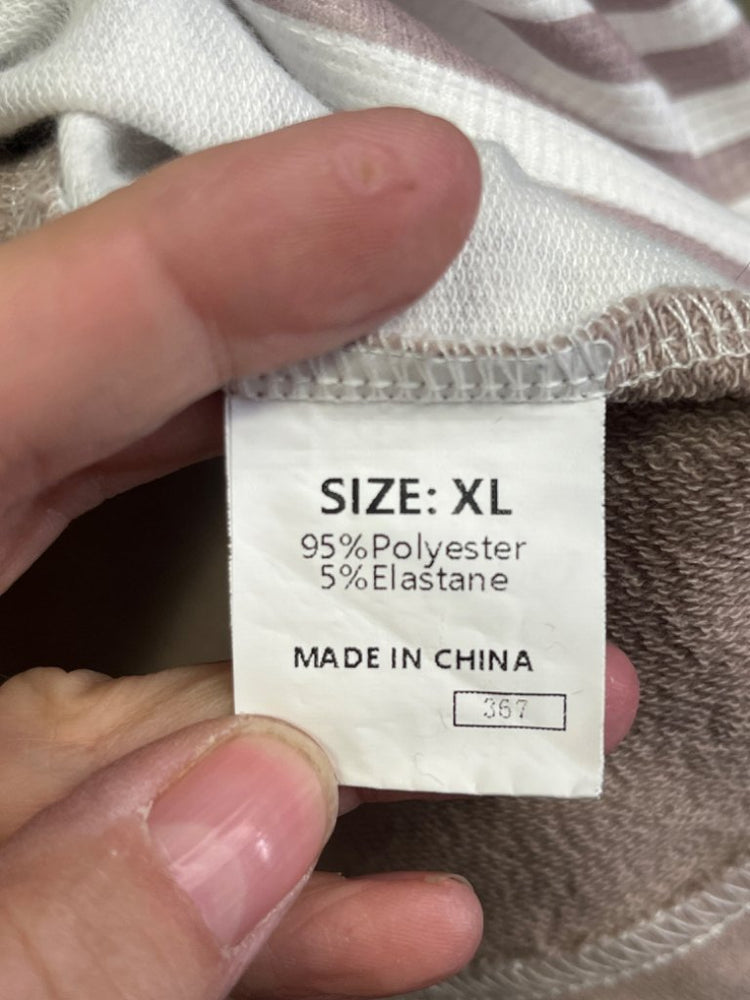 SIZE: XL
95%Polyester
5%Elastane
MADE IN CHINA
367